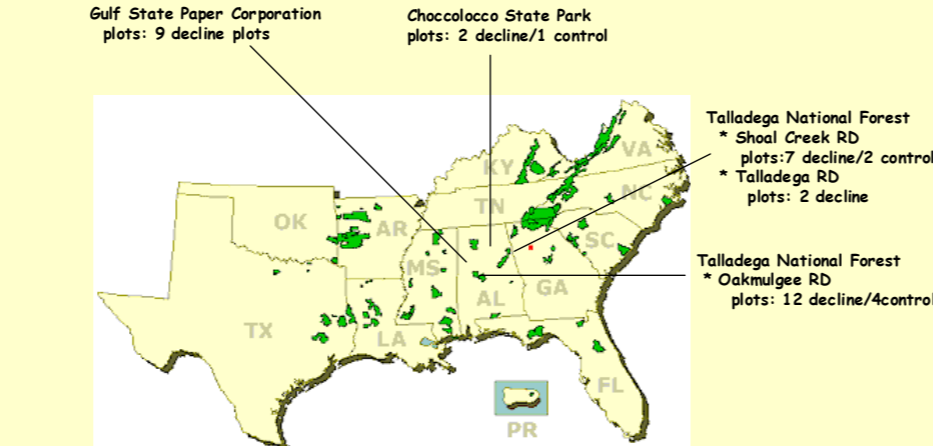 Gulf State Paper Corporation
plots: 9 decline plots
Choccolocco State Park
plots: 2 decline/1 control
Talladega National Forest
* Shoal Creek RD
plots:7 decline/2 control
* Talladega RD
plots: 2 decline
Talladega National Forest
* Oakmulgee RD
plots: 12 decline/4control
KY
VA
TN
NC
OK
AR
SC
MS
AL
GA
TX
LA
FL
PR